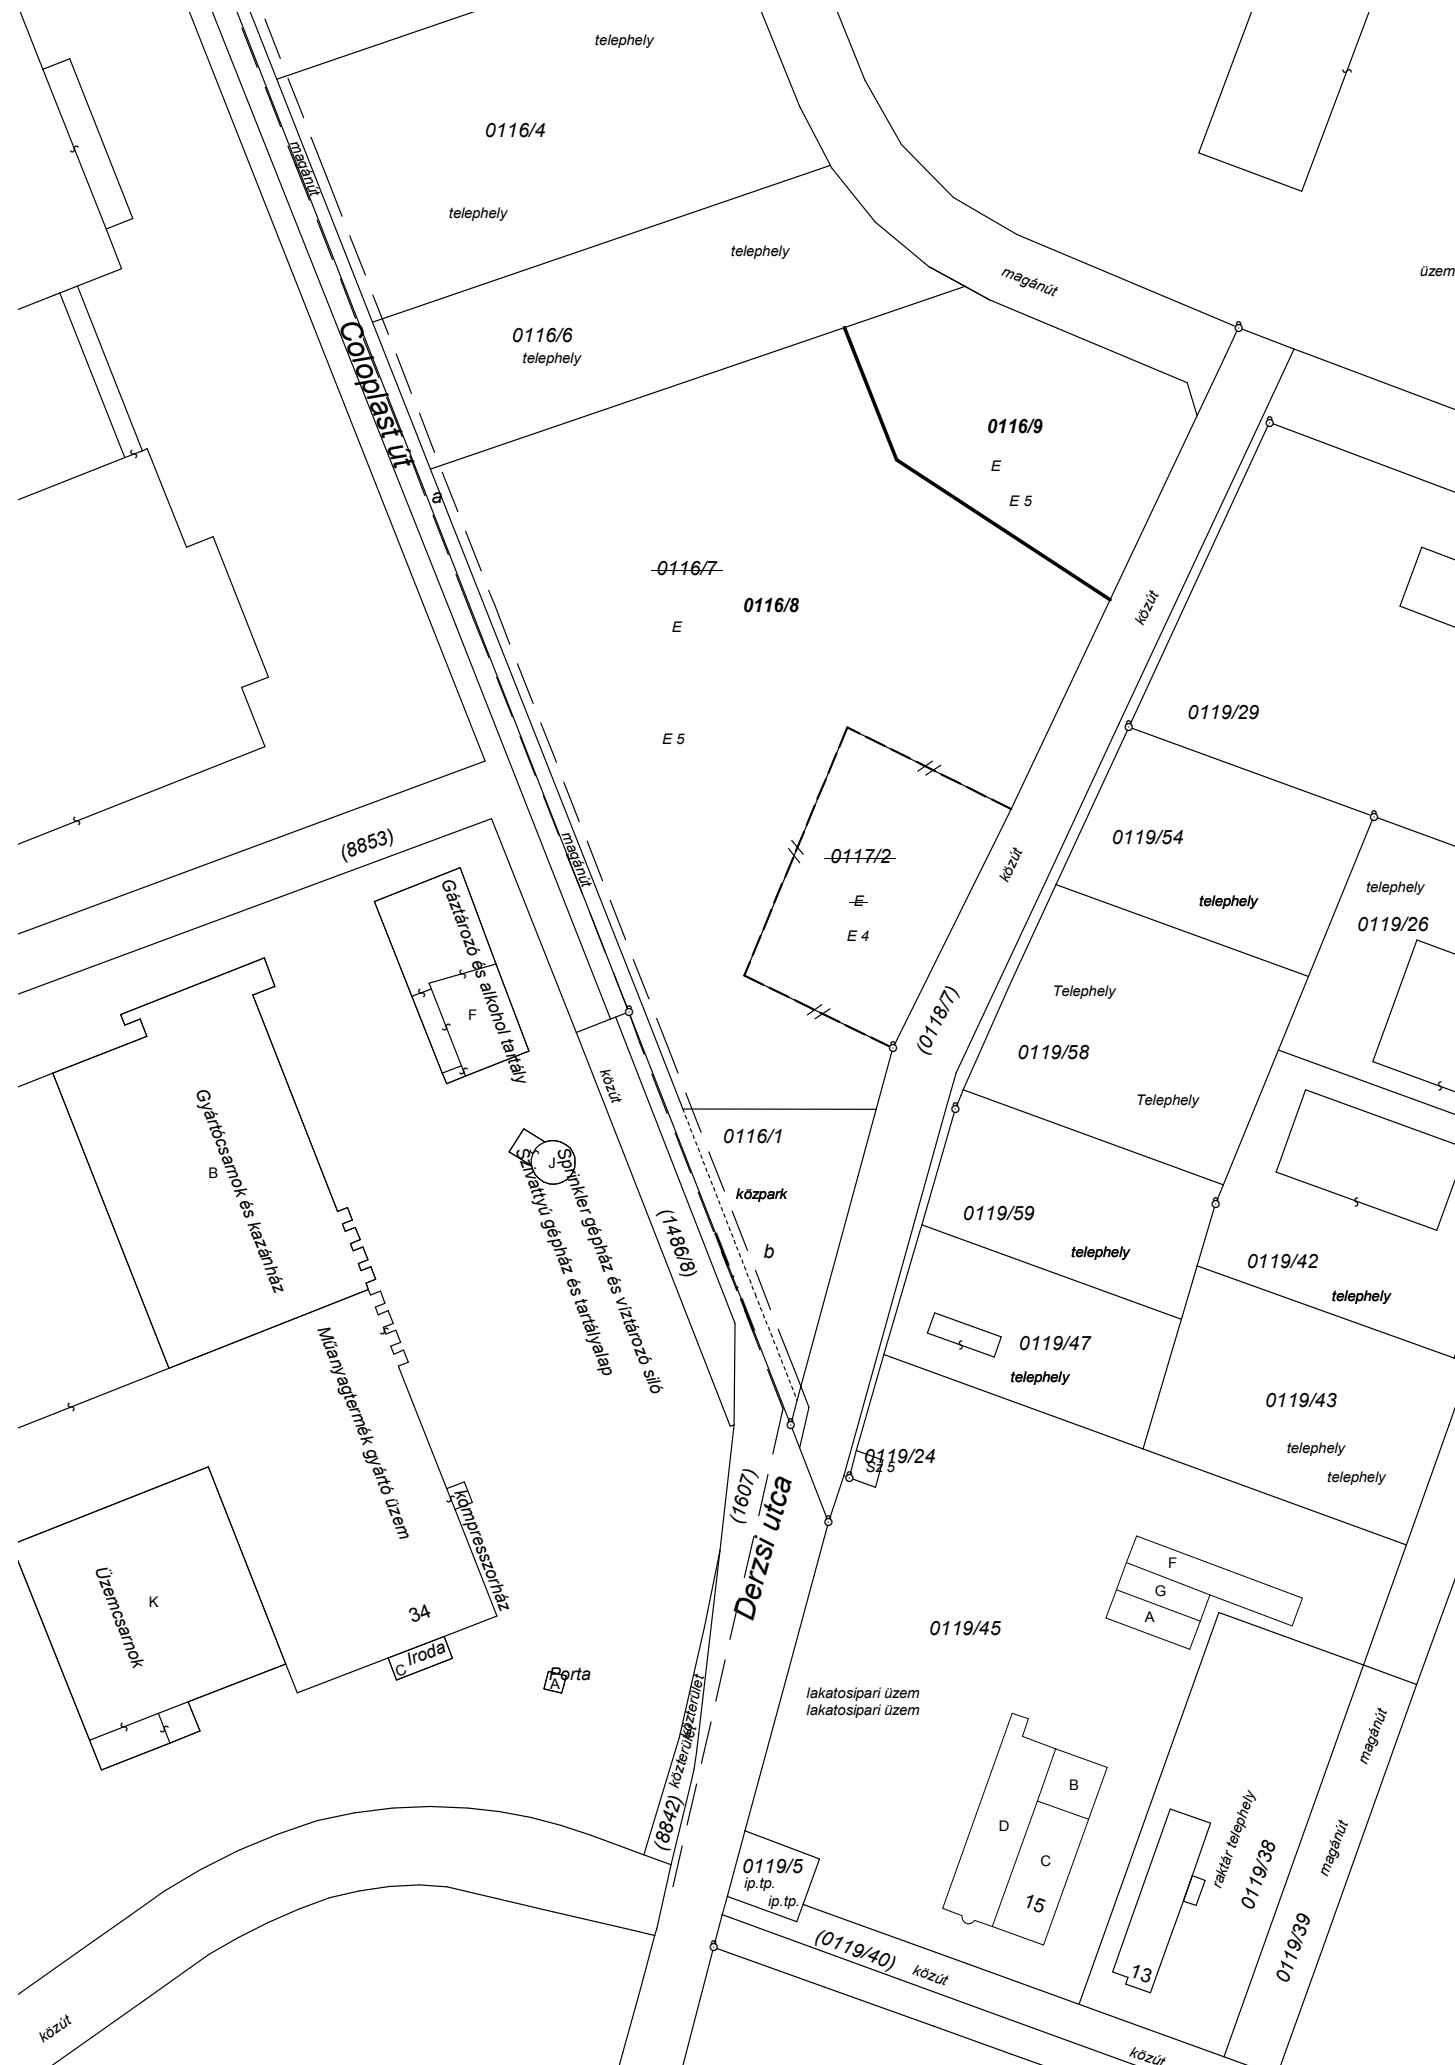 telephely
0116/4
magánút
telephely
telephely
magánút
üzem
0116/6
telephely
Coloplast út
0116/9
E
E 5
a
0116/7
0116/8
E
közút
0119/29
E 5
(8853)
magánút
0117/2
E
E 4
közút
0119/54
telephely
telephely
0119/26
Gáztározó és alkohol tartály
F
Telephely
(0118/7)
0119/58
Telephely
közút
Gyártócsarnok és kazánház
B
J
Szivattyú gépház és tartályalap
Sprinkler gépház és víztározó siló
0116/1
közpark
b
(1486/8)
0119/59
telephely
0119/42
telephely
Műanyagtermék gyártó üzem
0119/47
telephely
0119/43
telephely
telephely
0119/24
Sz 5
(1607)
Derzsi utca
kompresszorház
Üzemcsarnok
K
34
Iroda
C
Porta
A
F
G
A
0119/45
lakatosipari üzem
lakatosipari üzem
közterület
közterület
(8842)
magánút
B
D
C
15
raktár telephely
0119/38
magánút
0119/5
ip.tp.
ip.tp.
(0119/40)
közút
13
0119/39
közút
közút